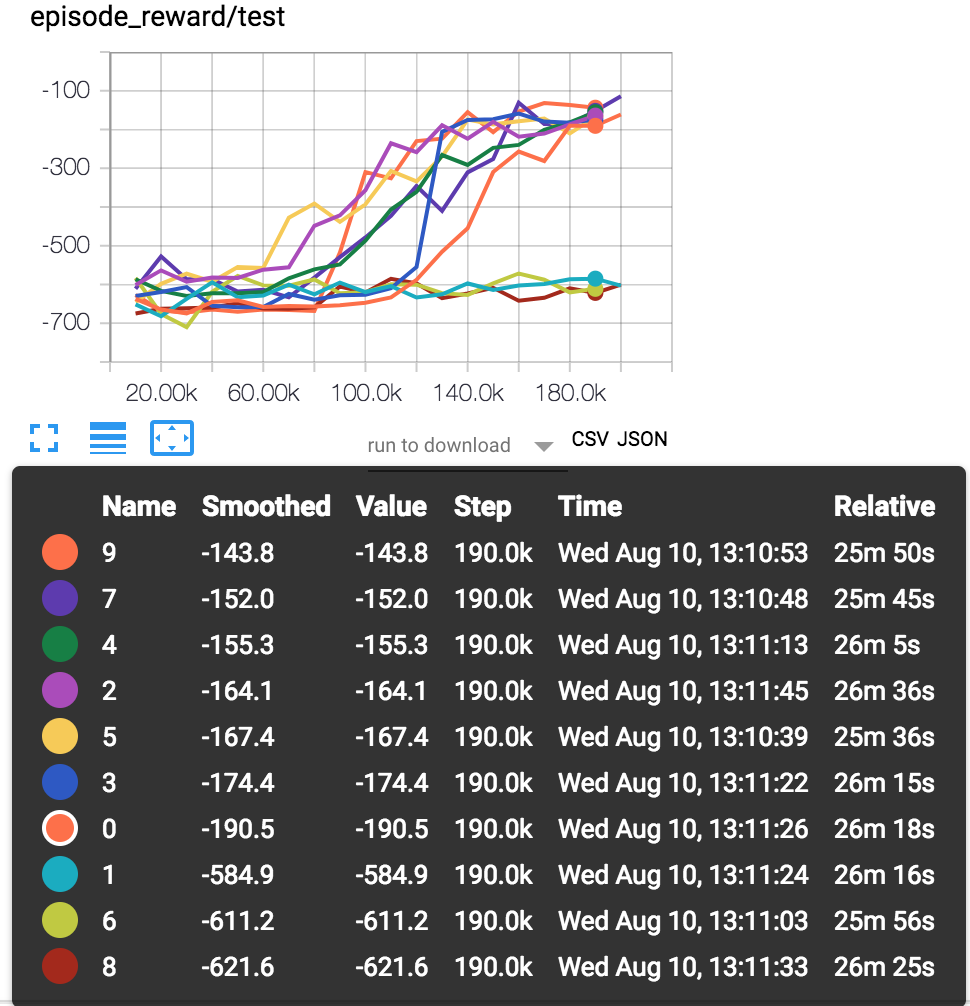 episode_reward/test
-100
-300
-500
-700
20.00k 60.00k 100.0k 140.0k 180.0k
run to download CSV JSON
Name Smoothed Value Step Time Relative
9 -143.8 -143.8 190.0k Wed Aug 10, 13:10:53 25m 50s
7 -152.0 -152.0 190.0k Wed Aug 10, 13:10:48 25m 45s
4 -155.3 -155.3 190.0k Wed Aug 10, 13:11:13 26m 5s
2 -164.1 -164.1 190.0k Wed Aug 10, 13:11:45 26m 36s
5 -167.4 -167.4 190.0k Wed Aug 10, 13:10:39 25m 36s
3 -174.4 -174.4 190.0k Wed Aug 10, 13:11:22 26m 15s
0 -190.5 -190.5 190.0k Wed Aug 10, 13:11:26 26m 18s
1 -584.9 -584.9 190.0k Wed Aug 10, 13:11:24 26m 16s
6 -611.2 -611.2 190.0k Wed Aug 10, 13:11:03 25m 56s
8 -621.6 -621.6 190.0k Wed Aug 10, 13:11:33 26m 25s